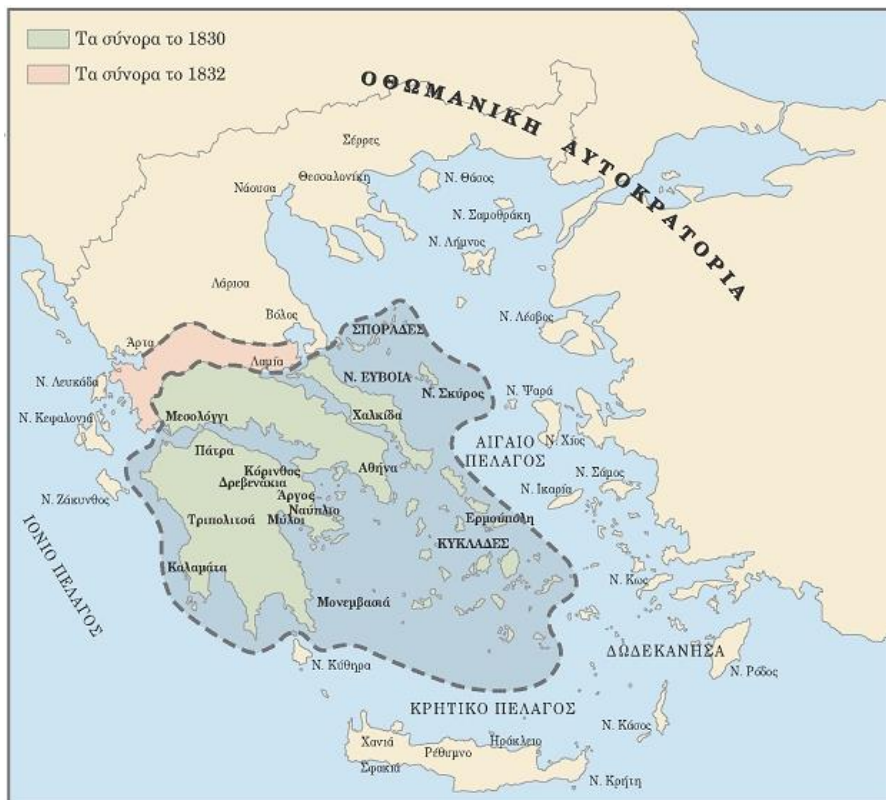 Τα σύνορα το 1830
Τα σύνορα το 1832
ΟΘΩΜΑΝΙΚΗ ΑΥΤΟΚΡΑΤΟΡΙΑ
Σέρρες
Θεσσαλονίκη
Νάουσα
Ν. Θάσος
Ν. Σαμοθράκη
Ν. Λήμνος
Λάρισα
Βόλος
Ν. Λέσβος
ΣΠΟΡΑΔΕΣ
Άρτα
Λαμία
Ν. ΕΥΒΟΙΑ
Ν. Λευκάδα
Ν. Σκύρος
Ν. Ψαρά
Ν. Κεφαλονιά
Μεσολόγγι
Χαλκίδα
ΑΙΓΑΙΟ
ΠΕΛΑΓΟΣ
Ν. Χίος
Πάτρα
Κόρινθος
Αθήνα
Ν. Σάμος
Δρεβενάκια
Ν. Ικαρία
Ν. Ζάκυνθος
Άργος
Ναύπλιο
Τριπολιτσά
Μύλοι
Ερμούπολη
ΙΟΝΙΟ ΠΕΛΑΓΟΣ
ΚΥΚΛΑΔΕΣ
Καλαμάτα
Ν. Κως
Μονεμβασιά
ΔΩΔΕΚΑΝΗΣΑ
Ν. Κύθηρα
Ν. Ρόδος
ΚΡΗΤΙΚΟ ΠΕΛΑΓΟΣ
Ν. Κάσος
Χανιά
Ρέθυμνο
Ηράκλειο
Σφακιά
Ν. Κρήτη